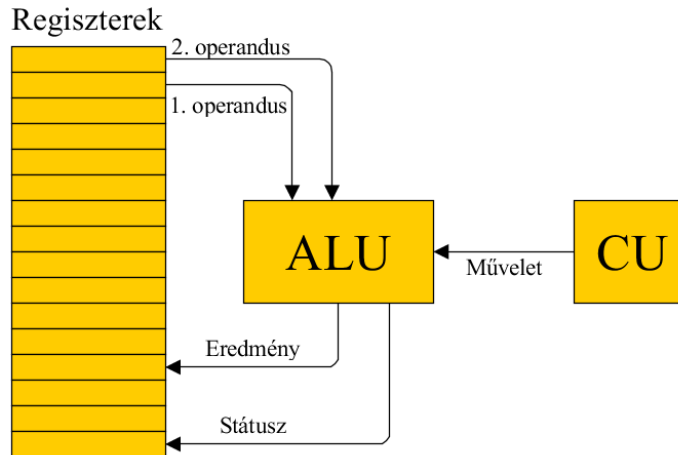 Regiszterek
2. operandus
1. operandus
ALU
CU
Művelet
Eredmény
Státusz